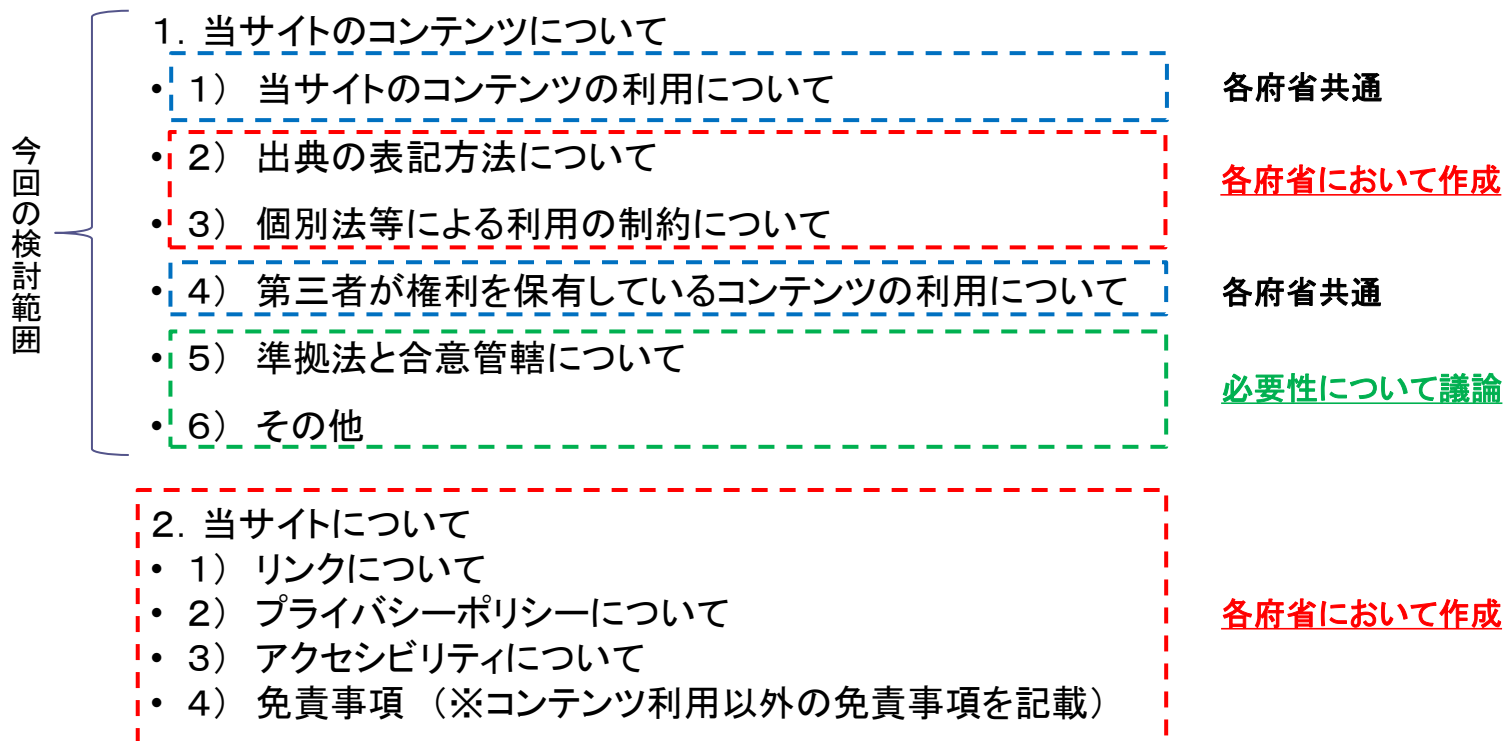 1．当サイトのコンテンツについて
• 1） 当サイトのコンテンツの利用について
各府省共通
• 2） 出典の表記方法について
• 3） 個別法等による利用の制約について
各府省において作成
• 4） 第三者が権利を保有しているコンテンツの利用について
各府省共通
• 5） 準拠法と合意管轄について
• 6） その他
必要性について議論
今回の検討範囲
2．当サイトについて
• 1） リンクについて
• 2） プライバシーポリシーについて
• 3） アクセシビリティについて
• 4） 免責事項 （※コンテンツ利用以外の免責事項を記載）
各府省において作成